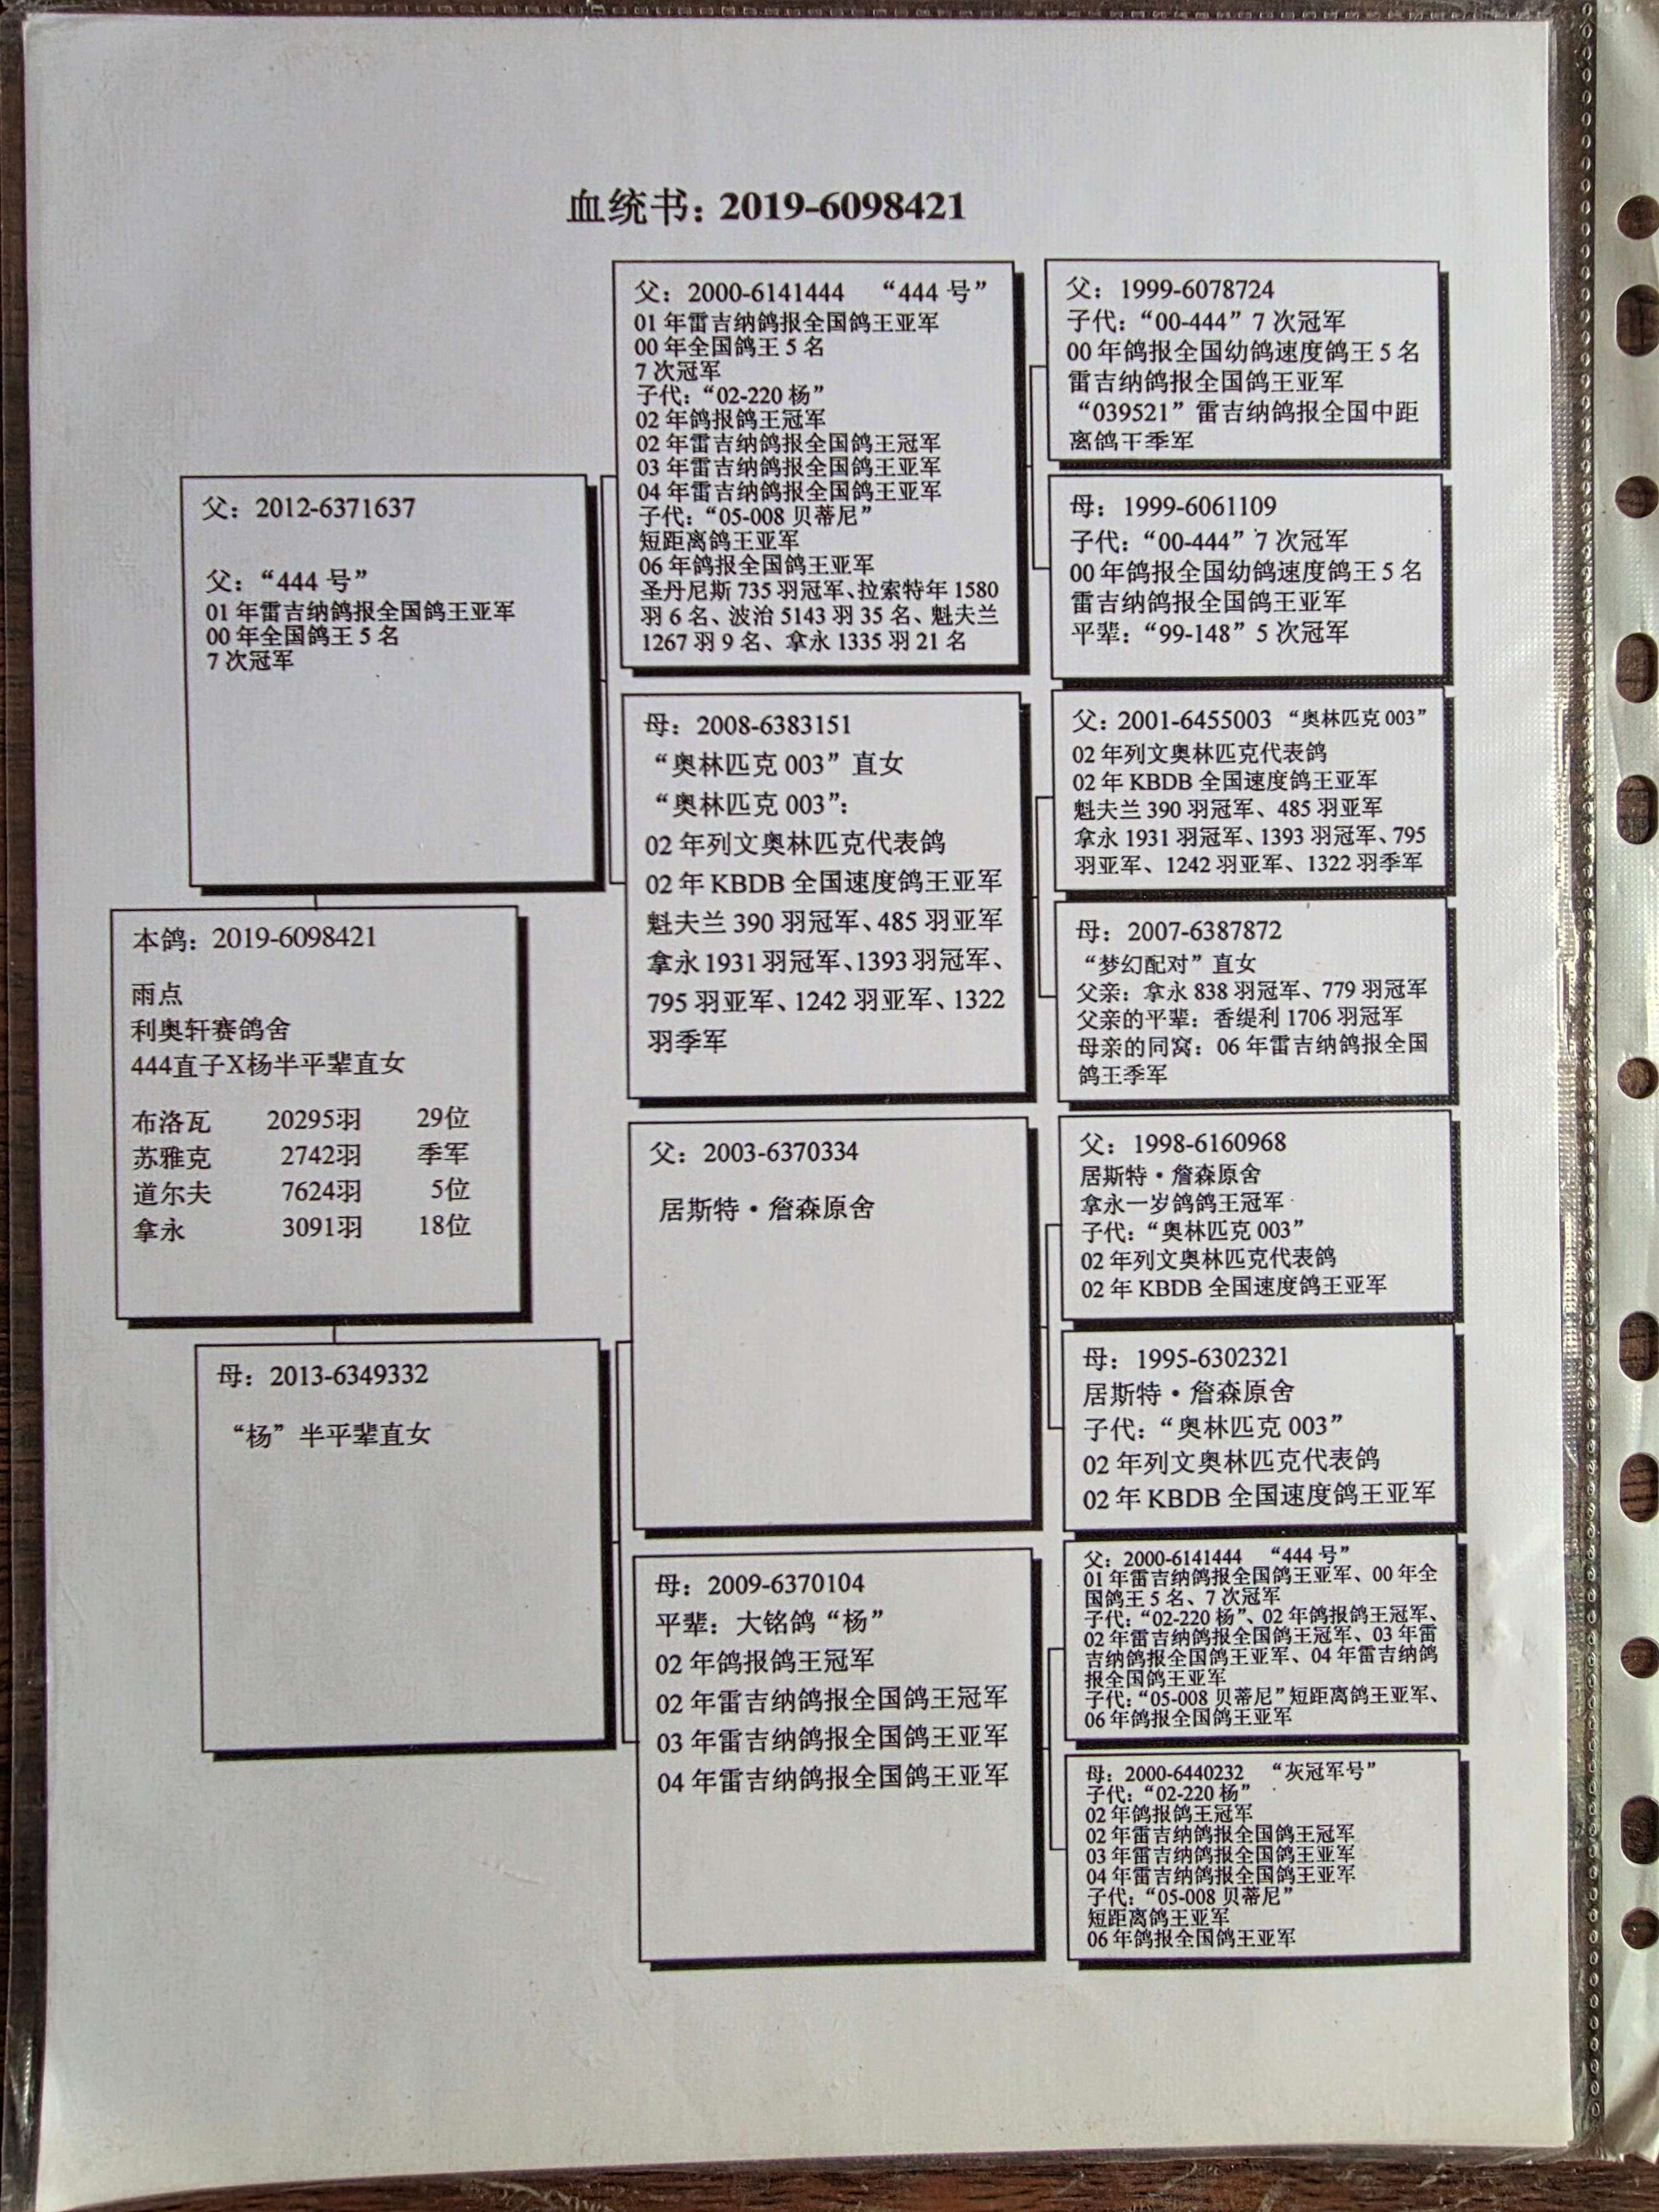 血统书：2019-6098421
父：2012-6371637
父：“444 号”
01 年雷吉纳鸽报全国鸽王亚军
00 年全国鸽王 5 名
7 次冠军
本鸽：2019-6098421
雨点
利奥轩赛鸽舍
444直子X杨半平辈直女
布洛瓦 20295羽 29位
苏雅克 2742羽 季军
道尔夫 7624羽 5位
拿永 3091羽 18位
母：2013-6349332
“杨”半平辈直女
父：2000-6141444 “444 号”
01 年雷吉纳鸽报全国鸽王亚军
00 年全国鸽王 5 名
7 次冠军
子代：“02-220 杨”
02 年鸽报鸽王冠军
02 年雷吉纳鸽报全国鸽王冠军
03 年雷吉纳鸽报全国鸽王亚军
04 年雷吉纳鸽报全国鸽王亚军
子代：“05-008 贝蒂尼”
短距离鸽王亚军
06 年鸽报全国鸽王亚军
圣丹尼斯 735 羽冠军、拉索特年 1580
羽 6 名、波治 5143 羽 35 名、魁夫兰
1267 羽 9 名、拿永 1335 羽 21 名
母：2008-6383151
“奥林匹克 003”直女
“奥林匹克 003”：
02 年列文奥林匹克代表鸽
02 年 KBDB 全国速度鸽王亚军
魁夫兰 390 羽冠军、485 羽亚军
拿永 1931 羽冠军、1393 羽冠军、
795 羽亚军、1242 羽亚军、1322
羽季军
父：2003-6370334
居斯特·詹森原舍
母：2009-6370104
平辈：大铭鸽“杨”
02 年鸽报鸽王冠军
02 年雷吉纳鸽报全国鸽王冠军
03 年雷吉纳鸽报全国鸽王亚军
04 年雷吉纳鸽报全国鸽王亚军
父：1999-6078724
子代：“00-444” 7 次冠军
00 年鸽报全国幼鸽速度鸽王 5 名
雷吉纳鸽报全国鸽王亚军
“039521”雷吉纳鸽报全国中距
离鸽王季军
母：1999-6061109
子代：“00-444” 7 次冠军
00 年鸽报全国幼鸽速度鸽王 5 名
雷吉纳鸽报全国鸽王亚军
平辈：“99-148” 5 次冠军
父：2001-6455003 “奥林匹克 003”
02 年列文奥林匹克代表鸽
02 年 KBDB 全国速度鸽王亚军
魁夫兰 390 羽冠军、485 羽亚军
拿永 1931 羽冠军、1393 羽冠军、795
羽亚军、1242 羽亚军、1322 羽季军
母：2007-6387872
“梦幻配对”直女
父亲：拿永 838 羽冠军、779 羽冠军
父亲的平辈：香缇利 1706 羽冠军
母亲的同窝：06 年雷吉纳鸽报全国
鸽王季军
父：1998-6160968
居斯特·詹森原舍
拿永一岁鸽鸽王冠军
子代：“奥林匹克 003”
02 年列文奥林匹克代表鸽
02 年 KBDB 全国速度鸽王亚军
母：1995-6302321
居斯特·詹森原舍
子代：“奥林匹克 003”
02 年列文奥林匹克代表鸽
02 年 KBDB 全国速度鸽王亚军
父：2000-6141444 “444 号”
01 年雷吉纳鸽报全国鸽王亚军、00 年全
国鸽王 5 名、7 次冠军
子代：“02-220 杨”、02 年鸽报鸽王冠军、
02 年雷吉纳鸽报全国鸽王冠军、03 年雷
吉纳鸽报全国鸽王亚军、04 年雷吉纳鸽
报全国鸽王亚军
子代：“05-008 贝蒂尼”短距离鸽王亚军、
06 年鸽报全国鸽王亚军
母：2000-6440232 “灰冠军号”
子代：“02-220 杨”
02 年鸽报鸽王冠军
02 年雷吉纳鸽报全国鸽王冠军
03 年雷吉纳鸽报全国鸽王亚军
04 年雷吉纳鸽报全国鸽王亚军
子代：“05-008 贝蒂尼”
短距离鸽王亚军
06 年鸽报全国鸽王亚军